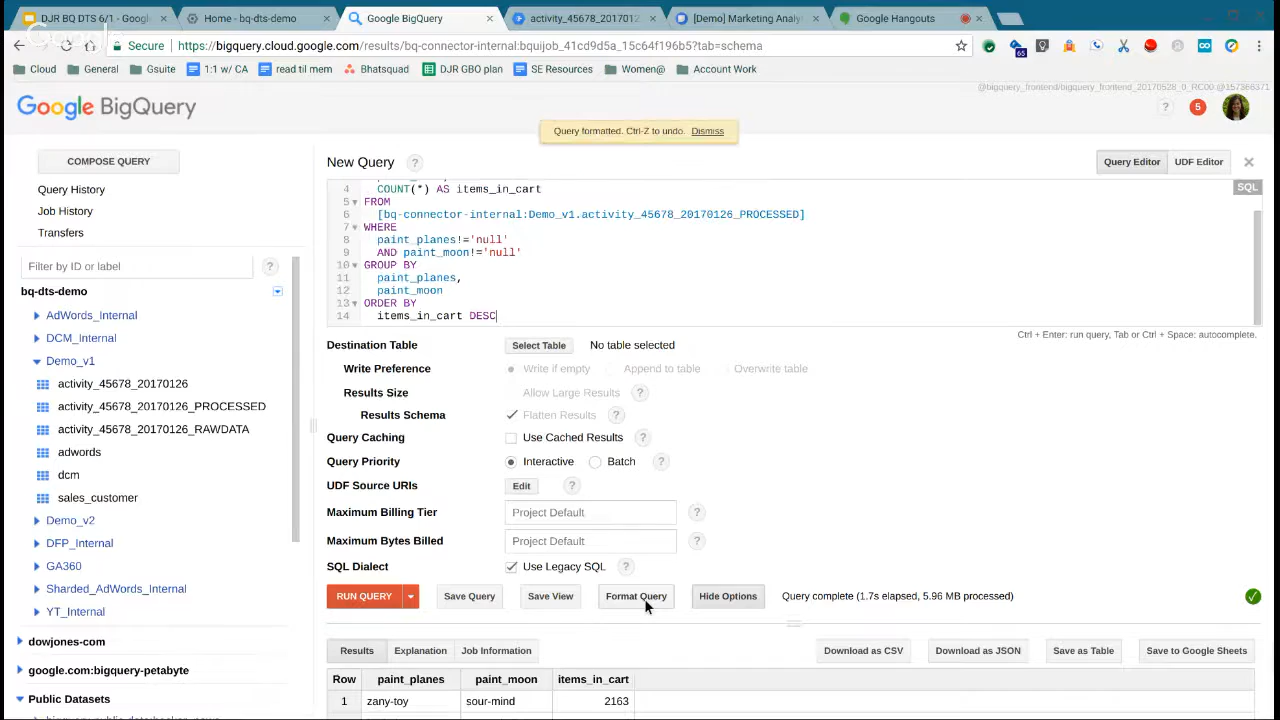 DJR BQ DTS 6/1 - Google
Home - bq-dts-demo
Google BigQuery
activity_45678_2017012
[Demo] Marketing Analy
Google Hangouts
Google
Secure
https://bigquery.cloud.google.com/results/bq-connector-internal:bquijob_41cd9d5a_15c64f196b5?tab=schema
65
Cloud
General
Gsuite
1:1 w/ CA
read til mem
Bhatsquad
DJR GBO plan
SE Resources
Women@
Account Work
@bigquery_frontend/bigquery_frontend_20170528_0_RC00 @157366371
Google BigQuery
? 5
Query formatted. Ctrl-Z to undo. Dismiss
COMPOSE QUERY
Query History
Job History
Transfers
Filter by ID or label
?
bq-dts-demo
AdWords_Internal
DCM_Internal
Demo_v1
activity_45678_20170126
activity_45678_20170126_PROCESSED
activity_45678_20170126_RAWDATA
adwords
dcm
sales_customer
Demo_v2
DFP_Internal
GA360
Sharded_AdWords_Internal
YT_Internal
dowjones-com
google.com:bigquery-petabyte
Public Datasets
New Query ?
Query Editor
UDF Editor
SQL
4 COUNT(*) AS items_in_cart
5 FROM
6 [bq-connector-internal:Demo_v1.activity_45678_20170126_PROCESSED]
7 WHERE
8 paint_planes!='null'
9 AND paint_moon!='null'
10 GROUP BY
11 paint_planes,
12 paint_moon
13 ORDER BY
14 items_in_cart DESC
Ctrl + Enter: run query, Tab or Ctrl + Space: autocomplete.
Destination Table Select Table No table selected
Write Preference Write if empty Append to table Overwrite table
Results Size Allow Large Results ?
Results Schema Flatten Results ?
Query Caching Use Cached Results ?
Query Priority Interactive Batch ?
UDF Source URIs Edit ?
Maximum Billing Tier Project Default ?
Maximum Bytes Billed Project Default ?
SQL Dialect Use Legacy SQL ?
RUN QUERY Save Query Save View Format Query Hide Options Query complete (1.7s elapsed, 5.96 MB processed)
Results Explanation Job Information Download as CSV Download as JSON Save as Table Save to Google Sheets
Row paint_planes paint_moon items_in_cart
1 zany-toy sour-mind 2163